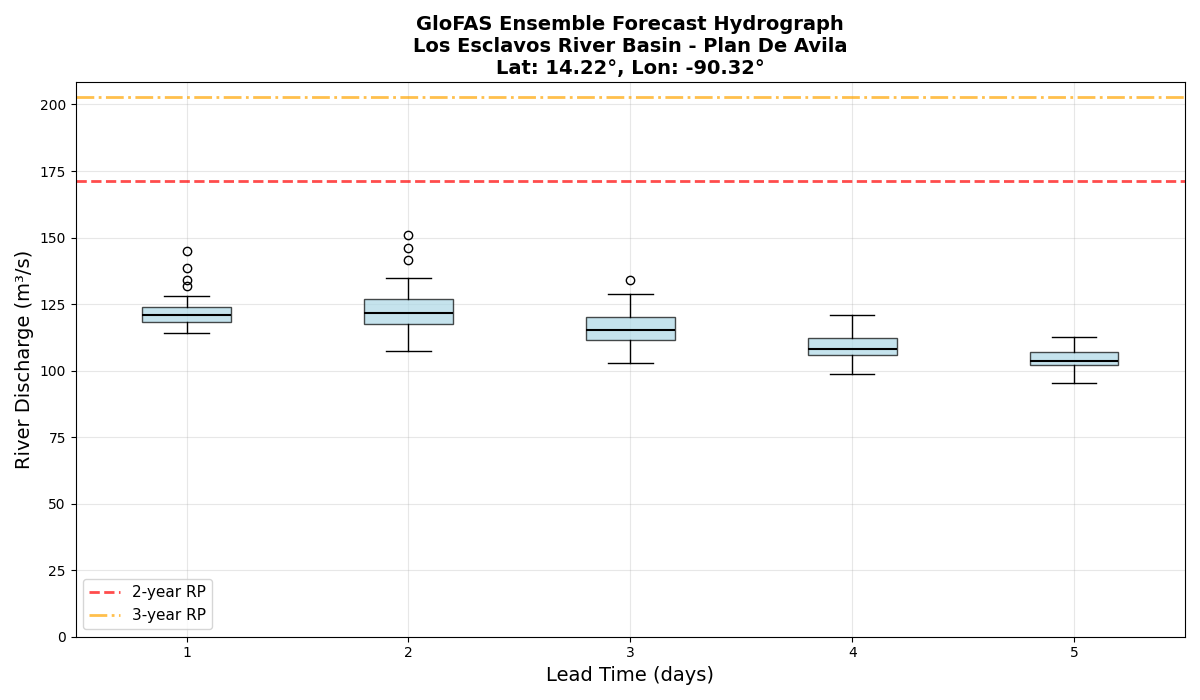 GloFAS Ensemble Forecast Hydrograph
Los Esclavos River Basin - Plan De Avila
Lat: 14.22°, Lon: -90.32°
River Discharge (m³/s)
200
175
150
125
100
75
50
25
0
2-year RP
3-year RP
1 2 3 4 5
Lead Time (days)